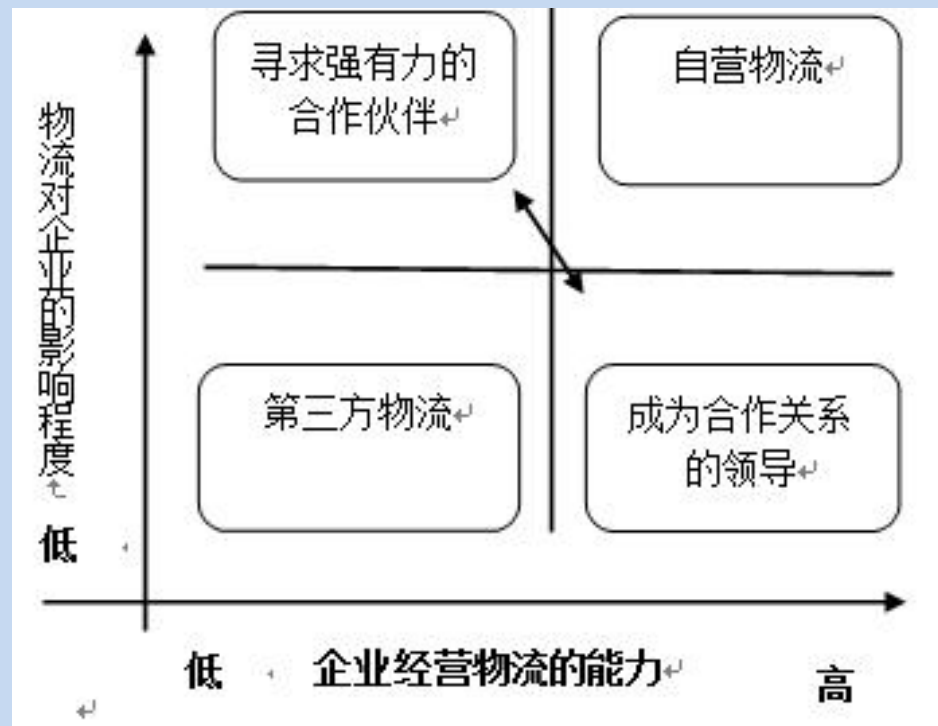 寻求强有力的
合作伙伴
自营物流
物流对企业的影响程度
第三方物流
成为合作关系
的领导
低
低
企业经营物流的能力
高